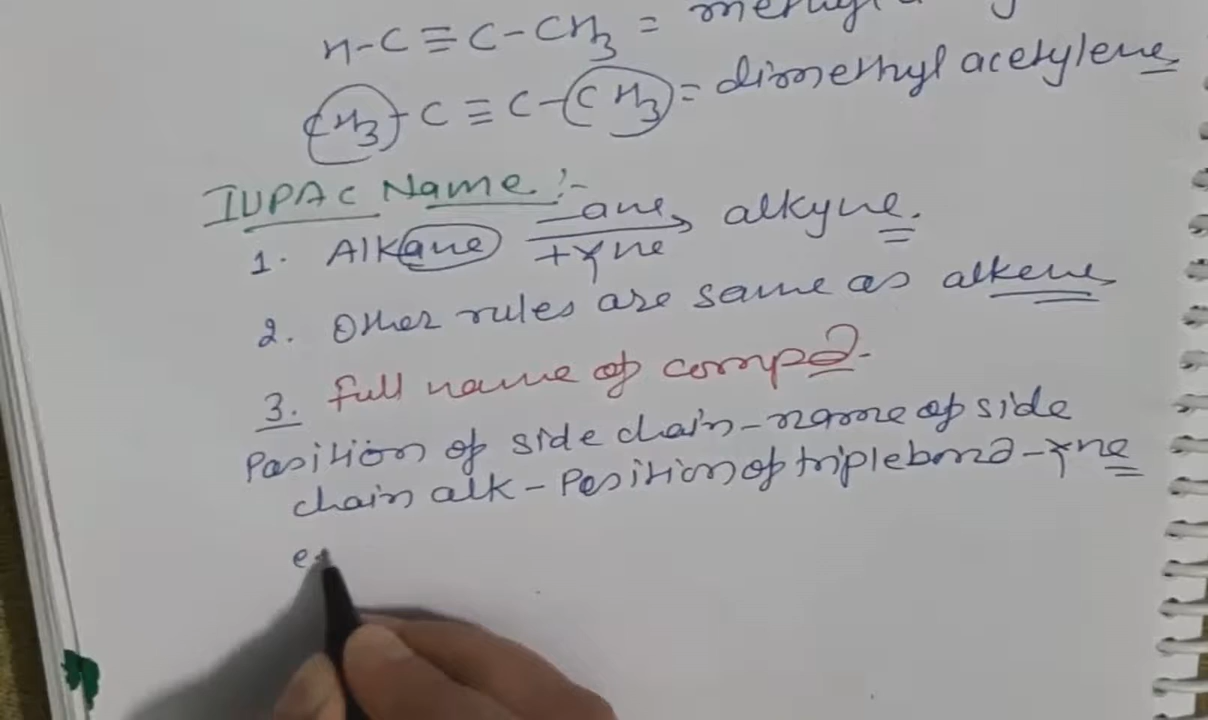 H-C≡C-CH3 =
CH3-C≡C-CH3 = dimethyl acetylene
IUPAC Name :-
1. Alkane -ane +yne → alkyne.
2. Other rules are same as alkene
3. Full name of compd.
Position of side chain-name of side
chain alk-Position of triple bond-yne